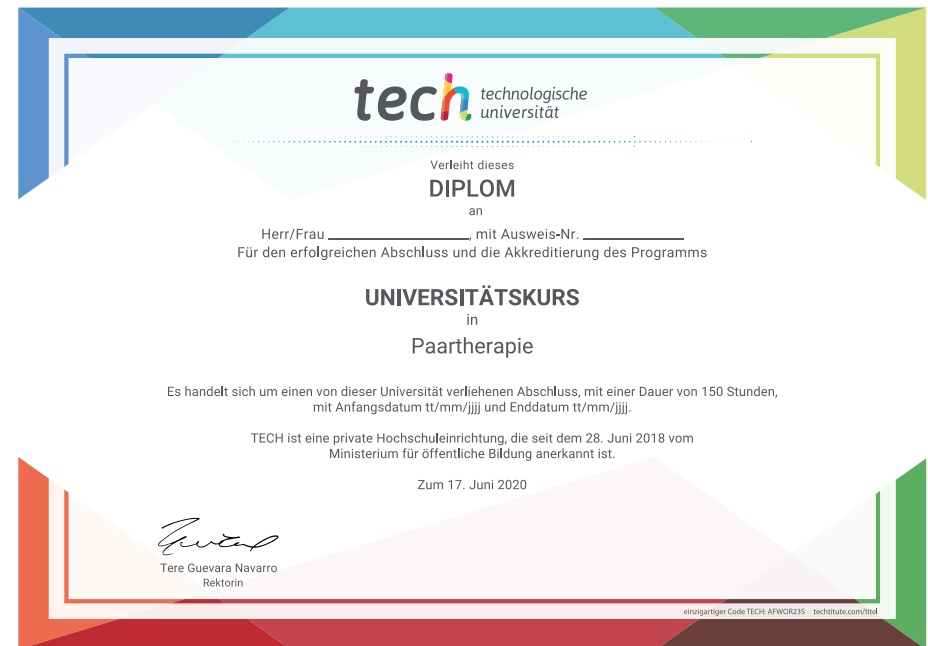 tech technologische
universität
Verleiht dieses
DIPLOM
an
Herr/Frau ____________________, mit Ausweis-Nr. ______________
Für den erfolgreichen Abschluss und die Akkreditierung des Programms
UNIVERSITÄTSKURS
in
Paartherapie
Es handelt sich um einen von dieser Universität verliehenen Abschluss, mit einer Dauer von 150 Stunden,
mit Anfangsdatum tt/mm/jjjj und Enddatum tt/mm/jjjj.
TECH ist eine private Hochschuleinrichtung, die seit dem 28. Juni 2018 vom
Ministerium für öffentliche Bildung anerkannt ist.
Zum 17. Juni 2020
Tere Guevara Navarro
Rektorin
einzigartiger Code TECH: AFWOR23S techtitute.com/titel